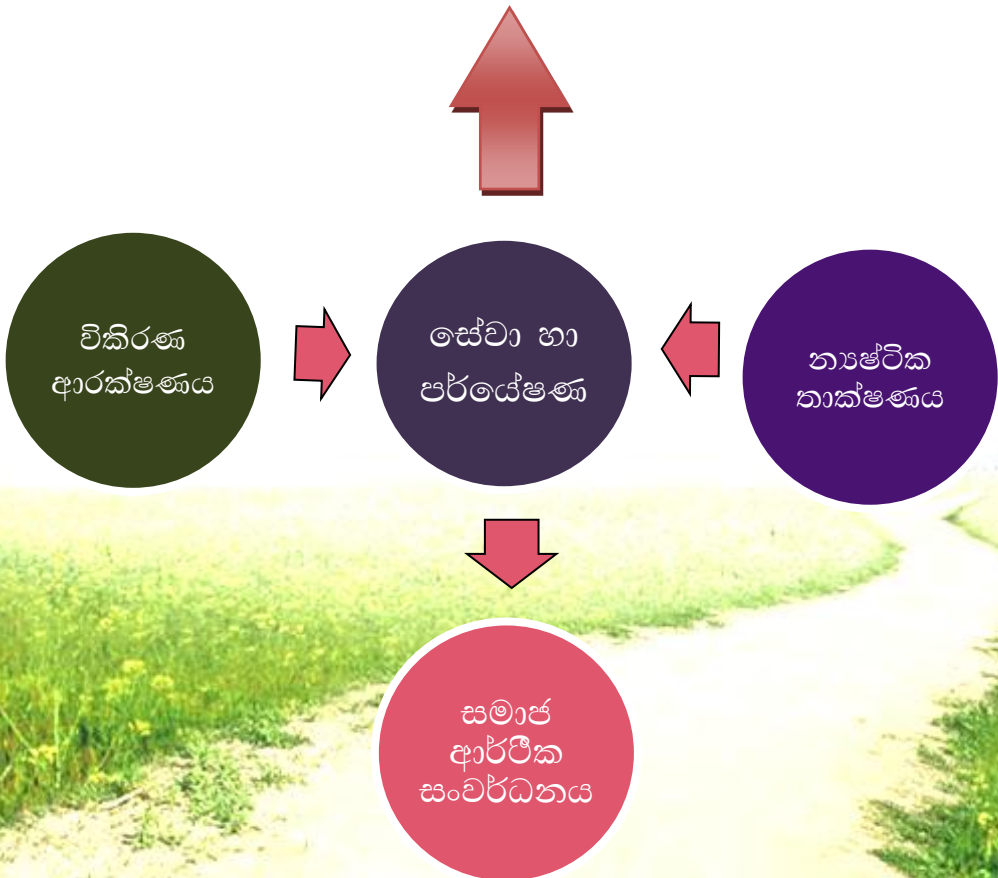 විකිරණ
ආරක්ෂණය
සේවා හා
පර්යේෂණ
න්‍යෂ්ටික
තාක්ෂණය
සමාජ
ආර්ථික
සංවර්ධනය